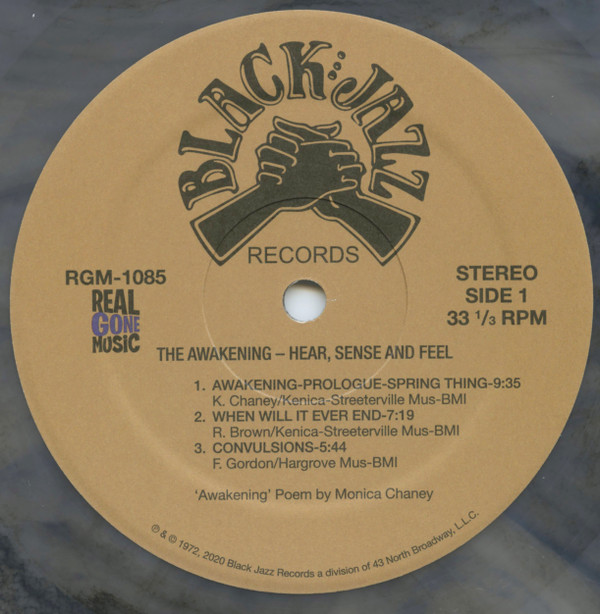 BLACK JAZZ
RECORDS
RGM-1085
REAL
GONE
MUSIC
STEREO
SIDE 1
33 1/3 RPM
THE AWAKENING – HEAR, SENSE AND FEEL
1. AWAKENING-PROLOGUE-SPRING THING-9:35
K. Chaney/Kenica-Streeterville Mus-BMI
2. WHEN WILL IT EVER END-7:19
R. Brown/Kenica-Streeterville Mus-BMI
3. CONVULSIONS-5:44
F. Gordon/Hargrove Mus-BMI
'Awakening' Poem by Monica Chaney
℗ & © 1972, 2020 Black Jazz Records a division of 43 North Broadway, L.L.C.